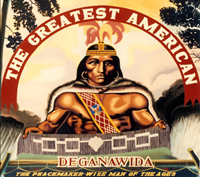 THE GREATEST AMERICAN
DEGANAWIDA
THE PEACEMAKER-WISE MAN OF THE AGES